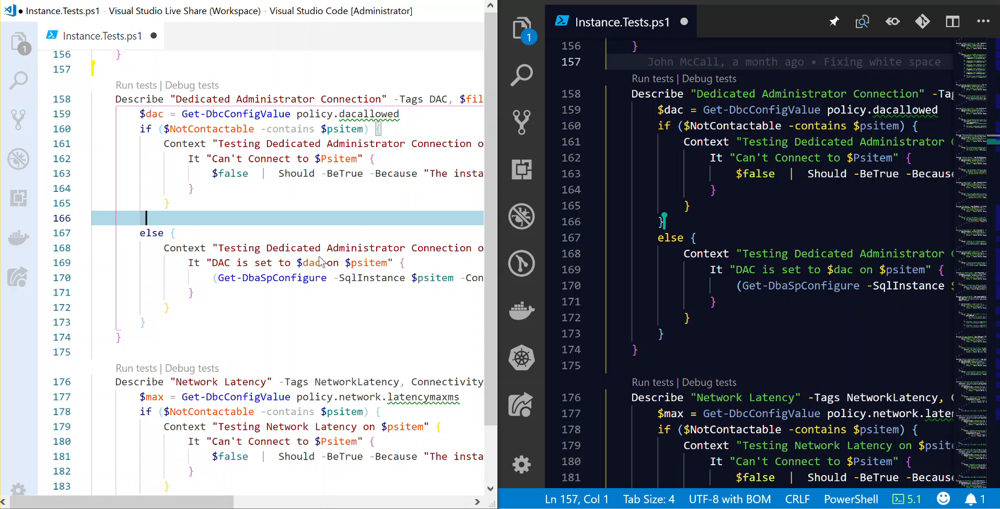 ● Instance.Tests.ps1 - Visual Studio Live Share (Workspace) - Visual Studio Code [Administrator]
1
Instance.Tests.ps1 ●
156 }
157
Run tests | Debug tests
158 Describe "Dedicated Administrator Connection" -Tags DAC, $fil
159 $dac = Get-DbcConfigValue policy.dacallowed
160 if ($NotContactable -contains $psitem) {
161 Context "Testing Dedicated Administrator Connection o
162 It "Can't Connect to $Psitem" {
163 $false | Should -BeTrue -Because "The insta
164 }
165 }
166
167 else {
168 Context "Testing Dedicated Administrator Connection o
169 It "DAC is set to $dac on $psitem" {
170 (Get-DbaSpConfigure -SqlInstance $psitem -Con
171 }
172 }
173 }
174 }
175
Run tests | Debug tests
176 Describe "Network Latency" -Tags NetworkLatency, Connectivity
177 $max = Get-DbcConfigValue policy.network.latencymaxms
178 if ($NotContactable -contains $psitem) {
179 Context "Testing Network Latency on $psitem" {
180 It "Can't Connect to $Psitem" {
181 $false | Should -BeTrue -Because "The insta
182 }
183 }
1
Instance.Tests.ps1 ●
156 }
157 John McCall, a month ago • Fixing white space
Run tests | Debug tests
158 Describe "Dedicated Administrator Connection" -Tag
159 $dac = Get-DbcConfigValue policy.dacallowed
160 if ($NotContactable -contains $psitem) {
161 Context "Testing Dedicated Administrator C
162 It "Can't Connect to $Psitem" {
163 $false | Should -BeTrue -Because
164 }
165 }
166 }
167 else {
168 Context "Testing Dedicated Administrator C
169 It "DAC is set to $dac on $psitem" {
170 (Get-DbaSpConfigure -SqlInstance $
171 }
172 }
173 }
174 }
175
Run tests | Debug tests
176 Describe "Network Latency" -Tags NetworkLatency, C
177 $max = Get-DbcConfigValue policy.network.laten
178 if ($NotContactable -contains $psitem) {
179 Context "Testing Network Latency on $psite
180 It "Can't Connect to $Psitem" {
181 $false | Should -BeTrue -Because
Ln 157, Col 1 Tab Size: 4 UTF-8 with BOM CRLF PowerShell 5.1 1